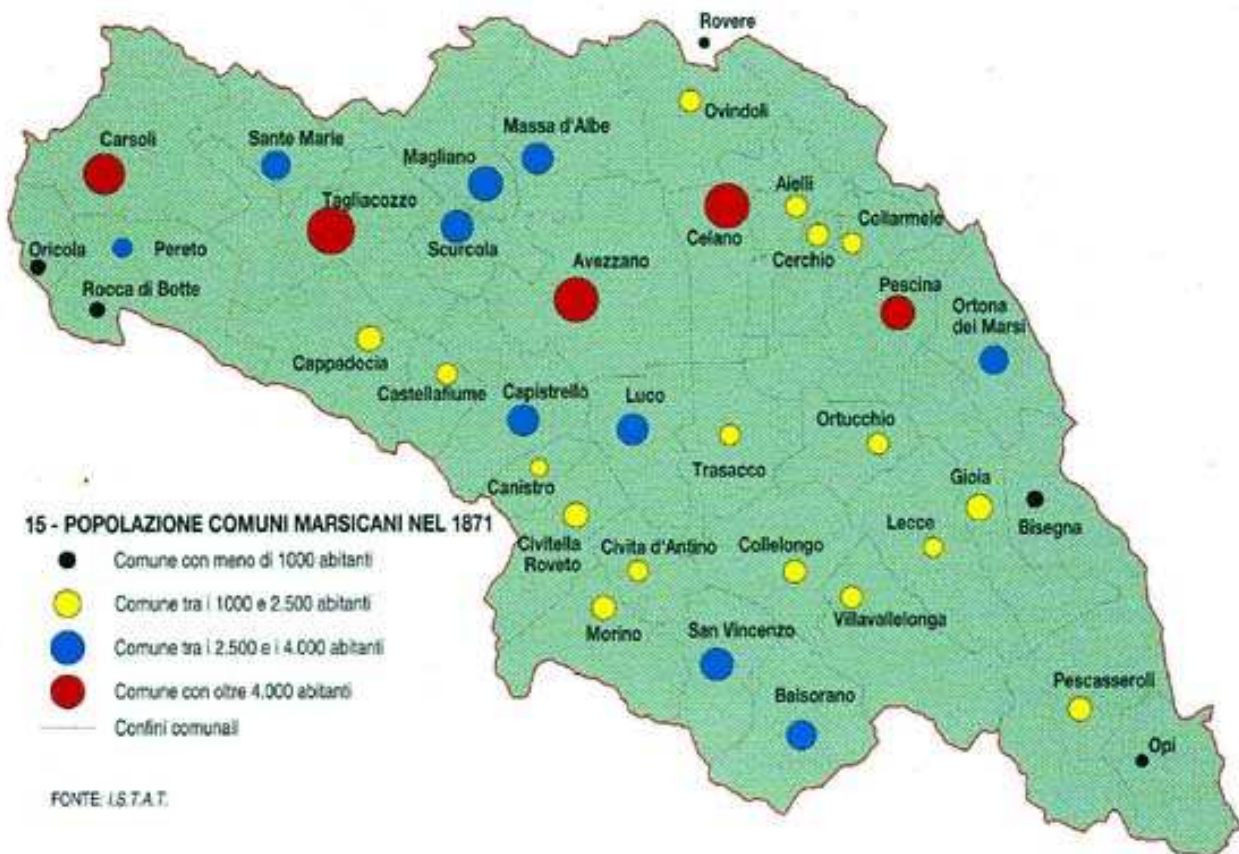 Rovere
Ovindoli
Carsoli
Sante Marie
Massa d'Albe
Magliano
Tagliacozzo
Scurcola
Aielli
Collarmele
Celano
Cerchio
Pereto
Oricola
Rocca di Botte
Avezzano
Pescina
Ortona
dei Marsi
Cappadocia
Castellafiume
Capistrello
Luco
Ortucchio
Trasacco
Canistro
Gioia
Bisegna
Lecce
Civitella
Roveto
Civita d'Antino
Collelongo
Villavallelonga
Morino
San Vincenzo
Balsorano
Pescasseroli
Opi
15 - POPOLAZIONE COMUNI MARSICANI NEL 1871
Comune con meno di 1000 abitanti
Comune tra i 1000 e 2.500 abitanti
Comune tra i 2.500 e i 4.000 abitanti
Comune con oltre 4.000 abitanti
Confini comunali
FONTE: I.S.T.A.T.